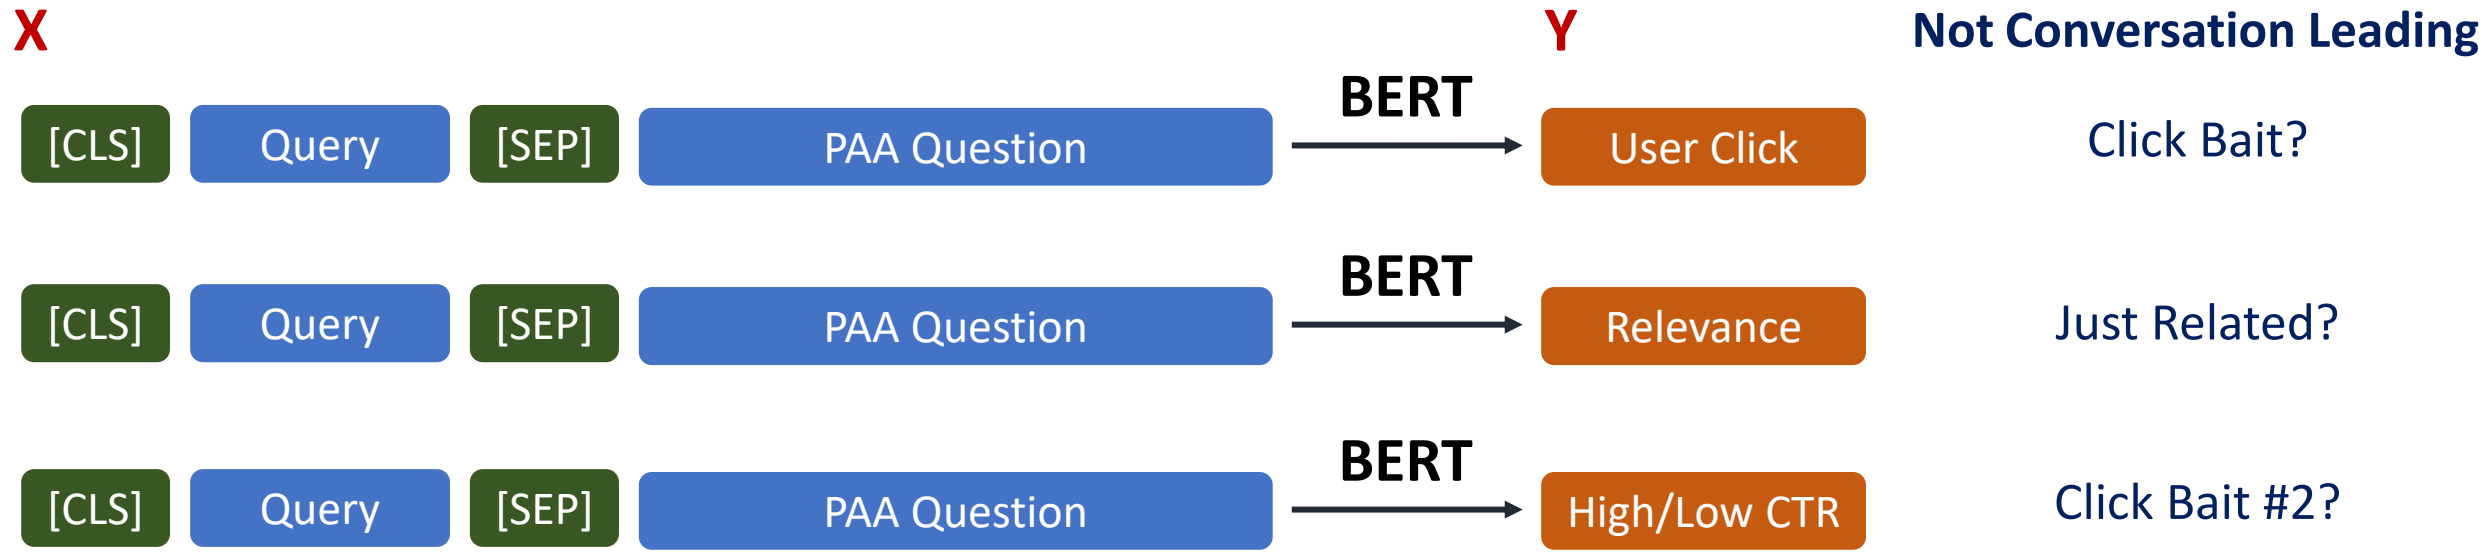 X Y Not Conversation Leading
BERT
[CLS] Query [SEP] PAA Question User Click Click Bait?
BERT
[CLS] Query [SEP] PAA Question Relevance Just Related?
BERT
[CLS] Query [SEP] PAA Question High/Low CTR Click Bait #2?